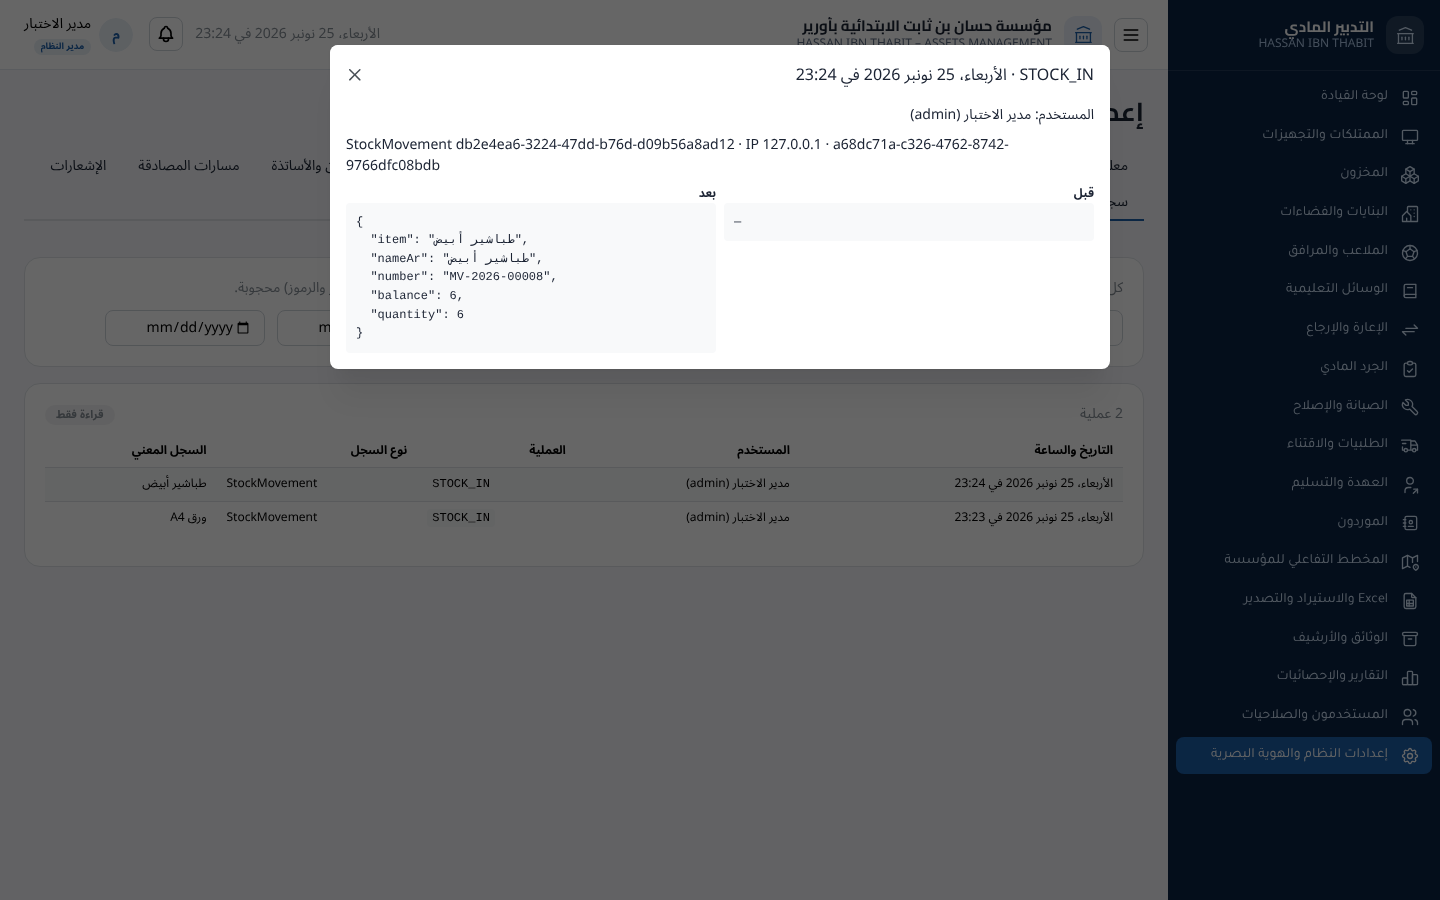 التدبير المادي
HASSAN IBN THABIT
لوحة القيادة
الممتلكات والتجهيزات
المخزون
البنايات والفضاءات
الملاعب والمرافق
الوسائل التعليمية
الإعارة والإرجاع
الجرد المادي
الصيانة والإصلاح
الطلبيات والاقتناء
العهدة والتسليم
الموردون
المخطط التفاعلي للمؤسسة
Excel والاستيراد والتصدير
الوثائق والأرشيف
التقارير والإحصائيات
المستخدمون والصلاحيات
إعدادات النظام والهوية البصرية
مؤسسة حسان بن ثابت الابتدائية بأورير
HASSAN IBN THABIT – ASSETS MANAGEMENT
الأربعاء، 25 نونبر 2026 في 23:24
م
مدير الاختبار
مدير النظام
والأساتذة
مسارات المصادقة
الإشعارات
والرموز) محجوبة.
mm/dd/yyyy
STOCK_IN · الأربعاء، 25 نونبر 2026 في 23:24
المستخدم: مدير الاختبار (admin)
StockMovement db2e4ea6-3224-47dd-b76d-d09b56a8ad12 · IP 127.0.0.1 · a68dc71a-c326-4762-8742-
9766dfc08bdb
قبل
—
بعد
{
"item": "طباشير أبيض",
"nameAr": "طباشير أبيض",
"number": "MV-2026-00008",
"balance": 6,
"quantity": 6
}
2 عملية
قراءة فقط
التاريخ والساعة المستخدم العملية نوع السجل السجل المعني
الأربعاء، 25 نونبر 2026 في 23:24 مدير الاختبار (admin) STOCK_IN StockMovement طباشير أبيض
الأربعاء، 25 نونبر 2026 في 23:23 مدير الاختبار (admin) STOCK_IN StockMovement ورق A4